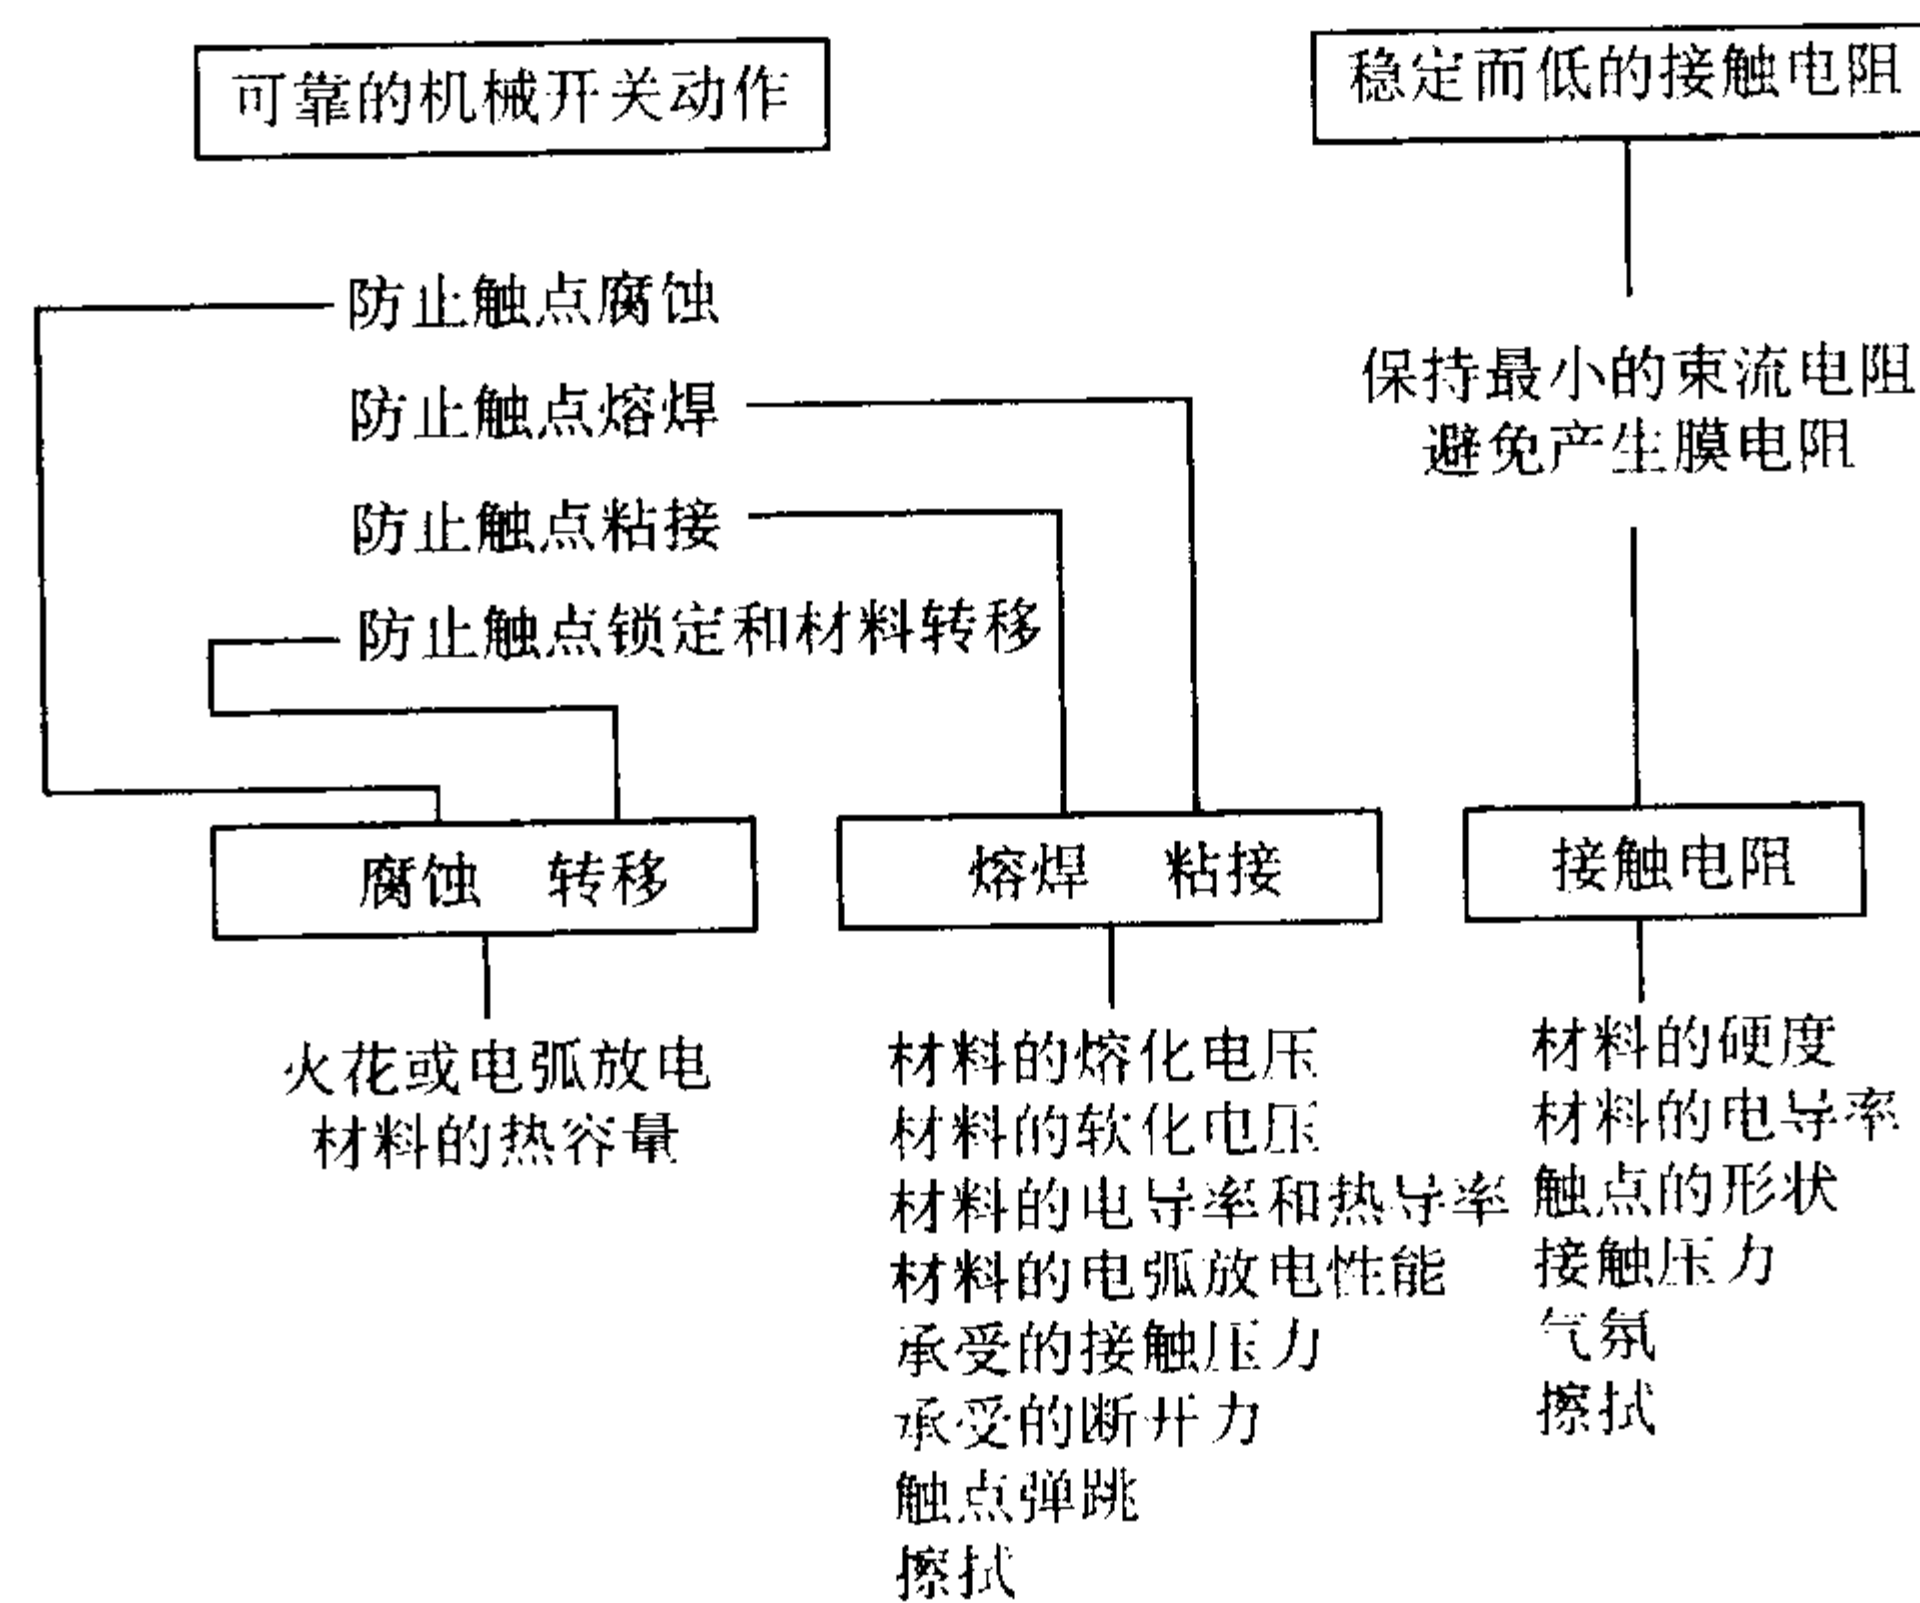 可靠的机械开关动作
稳定而低的接触电阻
防止触点腐蚀
防止触点熔焊
防止触点粘接
防止触点锁定和材料转移
保持最小的束流电阻
避免产生膜电阻
腐蚀 转移
熔焊 粘接
接触电阻
火花或电弧放电
材料的热容量
材料的熔化电压
材料的软化电压
材料的电导率和热导率
材料的电弧放电性能
承受的接触压力
承受的断开力
触点弹跳
擦拭
材料的硬度
材料的电导率
触点的形状
接触压力
气氛
擦拭